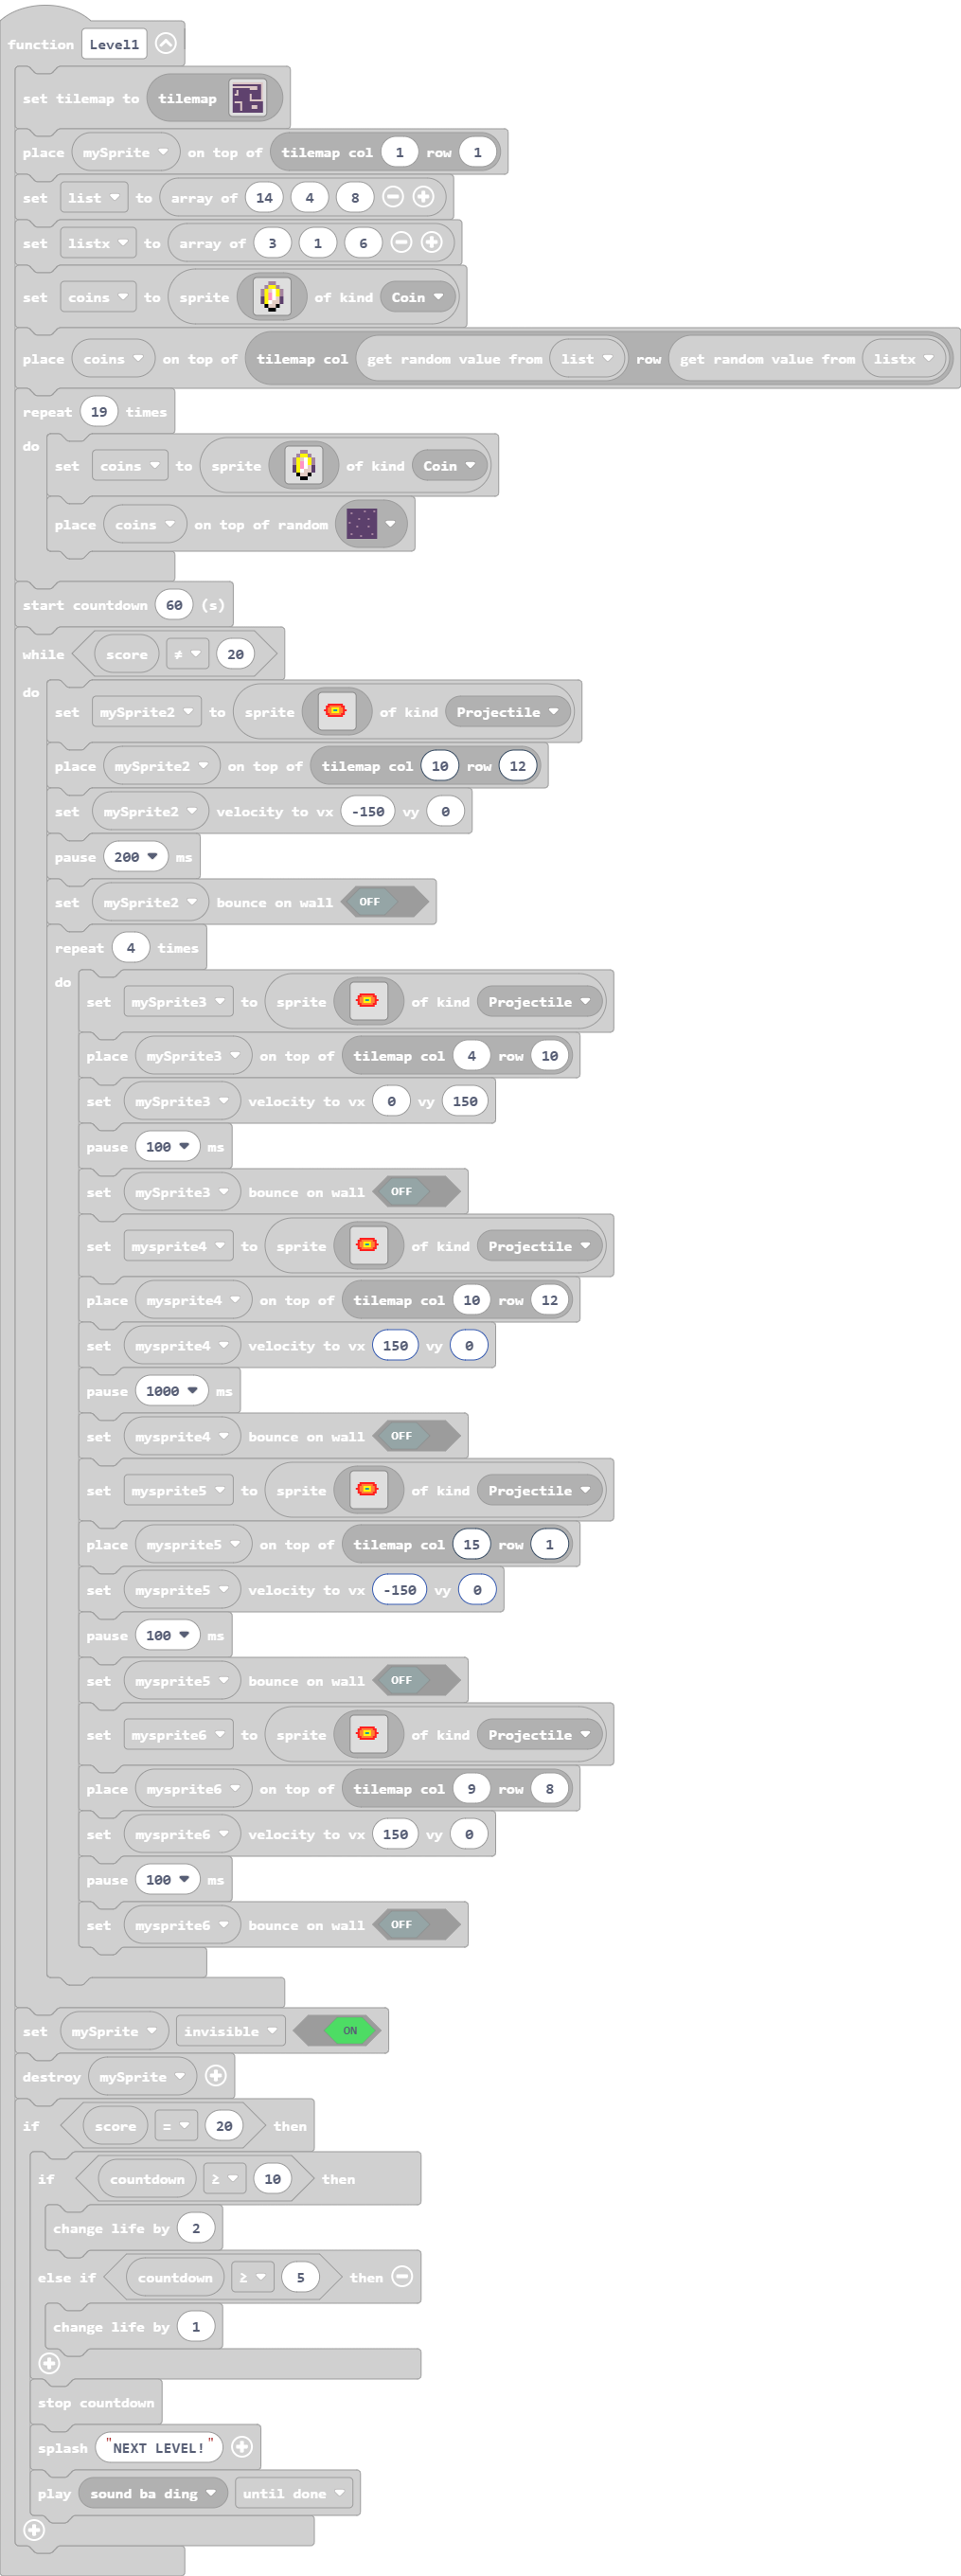 function Level1
set tilemap to tilemap
place mySprite on top of tilemap col 1 row 1
set list to array of 14 4 8
set listx to array of 3 1 6
set coins to sprite of kind Coin
place coins on top of tilemap col get random value from list row get random value from listx
repeat 19 times
do
set coins to sprite of kind Coin
place coins on top of random
start countdown 60 (s)
while score ≠ 20
do
set mySprite2 to sprite of kind Projectile
place mySprite2 on top of tilemap col 10 row 12
set mySprite2 velocity to vx -150 vy 0
pause 200 ms
set mySprite2 bounce on wall OFF
repeat 4 times
do
set mySprite3 to sprite of kind Projectile
place mySprite3 on top of tilemap col 4 row 10
set mySprite3 velocity to vx 0 vy 150
pause 100 ms
set mySprite3 bounce on wall OFF
set mysprite4 to sprite of kind Projectile
place mysprite4 on top of tilemap col 10 row 12
set mysprite4 velocity to vx 150 vy 0
pause 1000 ms
set mysprite4 bounce on wall OFF
set mysprite5 to sprite of kind Projectile
place mysprite5 on top of tilemap col 15 row 1
set mysprite5 velocity to vx -150 vy 0
pause 100 ms
set mysprite5 bounce on wall OFF
set mysprite6 to sprite of kind Projectile
place mysprite6 on top of tilemap col 9 row 8
set mysprite6 velocity to vx 150 vy 0
pause 100 ms
set mysprite6 bounce on wall OFF
set mySprite invisible ON
destroy mySprite
if score = 20 then
if countdown ≥ 10 then
change life by 2
else if countdown ≥ 5 then
change life by 1
stop countdown
splash "NEXT LEVEL!"
play sound ba ding until done